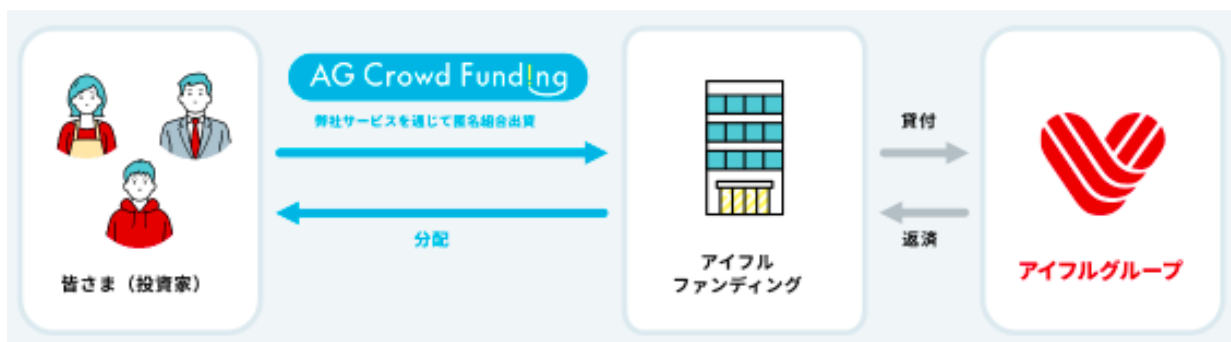 AG Crowd Funding
弊社サービスを通じて匿名組合出資
分配
皆さま（投資家）
アイフル
ファンディング
貸付
返済
アイフルグループ